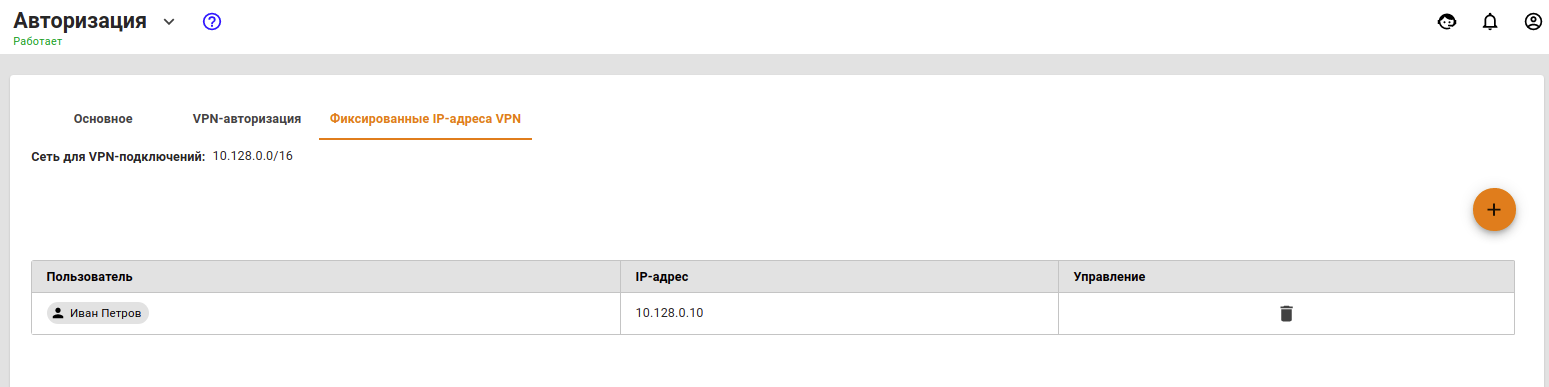 Авторизация
Работает
Основное VPN-авторизация Фиксированные IP-адреса VPN
Сеть для VPN-подключений: 10.128.0.0/16
Пользователь IP-адрес Управление
Иван Петров 10.128.0.10